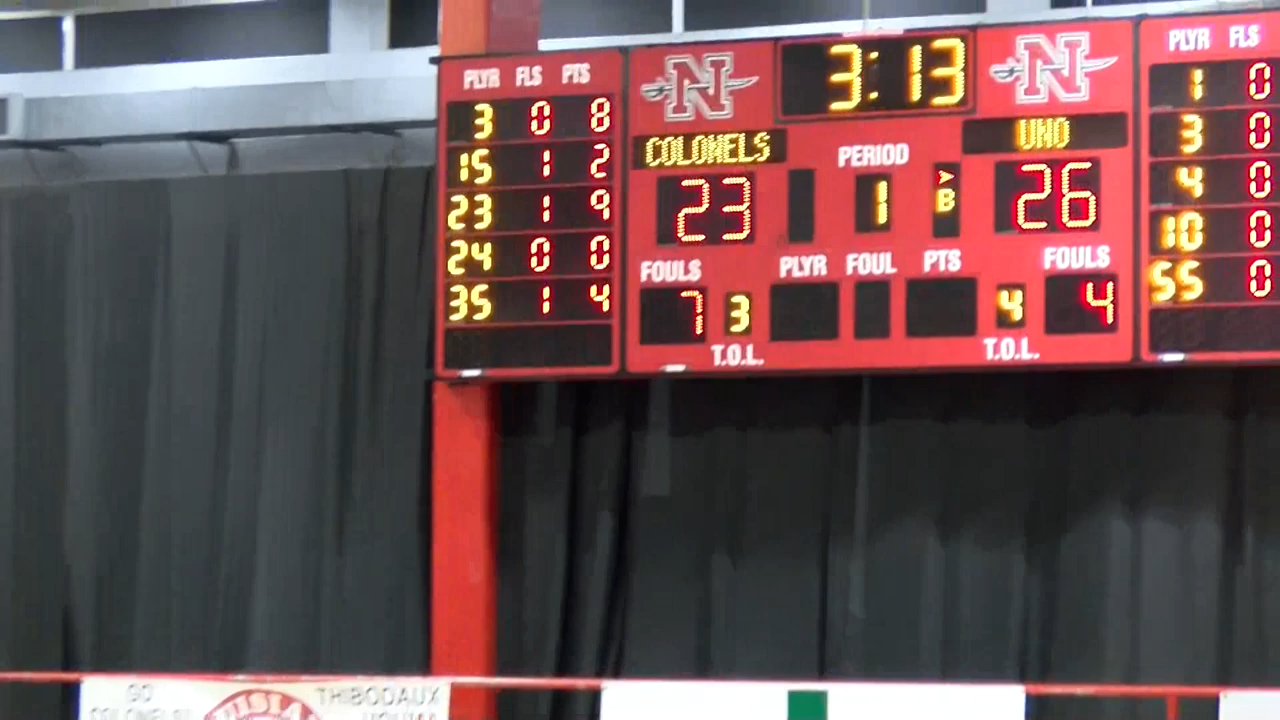 PLYR FLS PTS
3 0 8
15 1 2
23 1 9
24 0 0
35 1 4
N
3:13
N
COLONELS
PERIOD
UNO
23
1
B
26
FOULS
PLYR FOUL PTS
FOULS
7 3
4 4
T.O.L.
T.O.L.
PLYR FLS
1 0
3 0
4 0
10 0
55 0
GO
COLONELS!
THIBODAUX